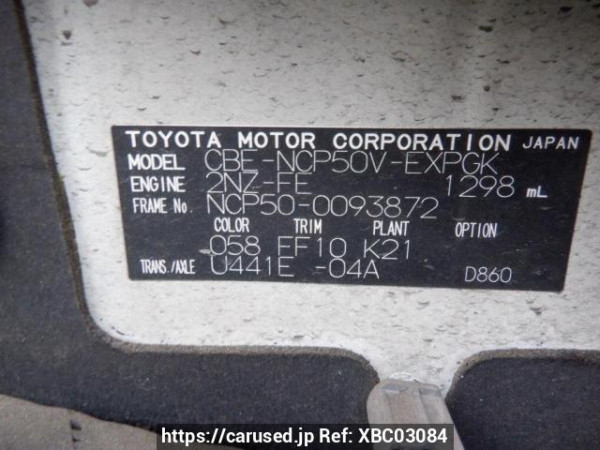 TOYOTA MOTOR CORPORATION JAPAN
MODEL CBE-NCP50V-EXPGK
ENGINE 2NZ-FE 1298 mL
FRAME No. NCP50-0093872
COLOR TRIM PLANT OPTION
058 FF10 K21
TRANS./AXLE U441E -04A D860
https://carused.jp Ref: XBC03084